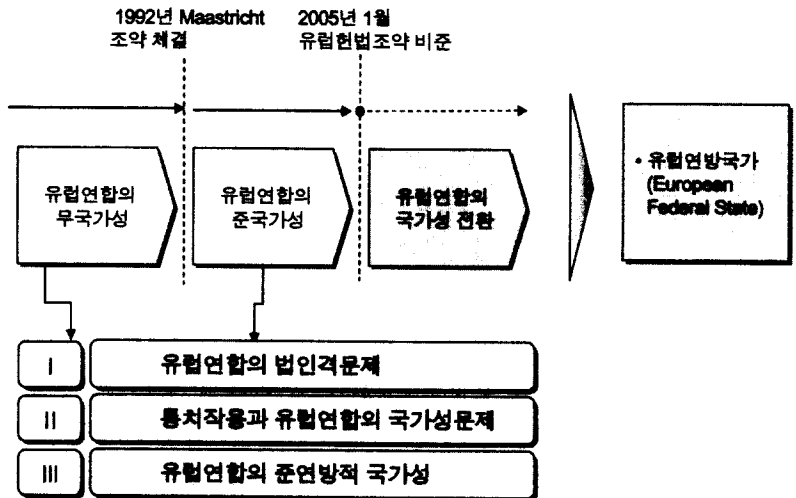 1992년 Maastricht
조약 체결
2005년 1월
유럽헌법조약 비준
유럽연합의
무국가성
유럽연합의
준국가성
유럽연합의
국가성 전환
• 유럽연방국가
(European
Federal State)
I
유럽연합의 법인격문제
II
통치작용과 유럽연합의 국가성문제
III
유럽연합의 준연방적 국가성